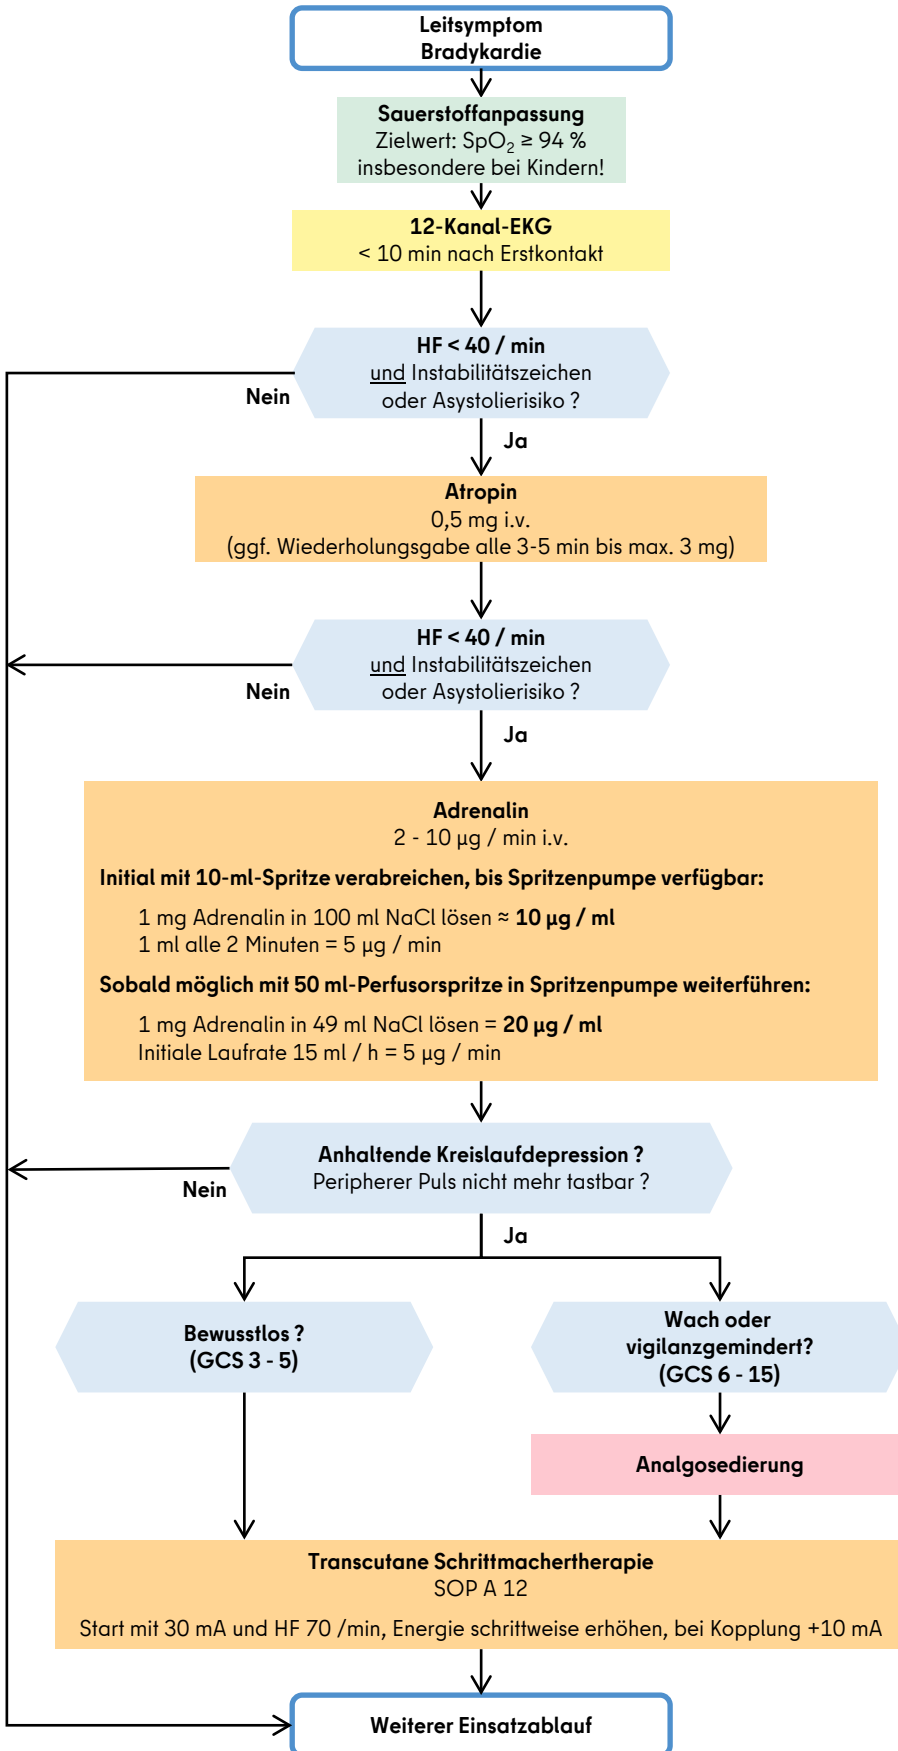 Leitsymptom
Bradykardie
Sauerstoffanpassung
Zielwert: SpO₂ ≥ 94 %
insbesondere bei Kindern!
12-Kanal-EKG
< 10 min nach Erstkontakt
HF < 40 / min
und Instabilitätszeichen
oder Asystolierisiko ?
Nein
Ja
Atropin
0,5 mg i.v.
(ggf. Wiederholungsgabe alle 3-5 min bis max. 3 mg)
HF < 40 / min
und Instabilitätszeichen
oder Asystolierisiko ?
Nein
Ja
Adrenalin
2 - 10 µg / min i.v.
Initial mit 10-ml-Spritze verabreichen, bis Spritzenpumpe verfügbar:
1 mg Adrenalin in 100 ml NaCl lösen ≈ 10 µg / ml
1 ml alle 2 Minuten = 5 µg / min
Sobald möglich mit 50 ml-Perfusorspritze in Spritzenpumpe weiterführen:
1 mg Adrenalin in 49 ml NaCl lösen = 20 µg / ml
Initiale Laufrate 15 ml / h = 5 µg / min
Anhaltende Kreislaufdepression ?
Peripherer Puls nicht mehr tastbar ?
Nein
Ja
Bewusstlos ?
(GCS 3 - 5)
Wach oder
vigilanzgemindert?
(GCS 6 - 15)
Analgosedierung
Transcutane Schrittmachertherapie
SOP A 12
Start mit 30 mA und HF 70 /min, Energie schrittweise erhöhen, bei Kopplung +10 mA
Weiterer Einsatzablauf